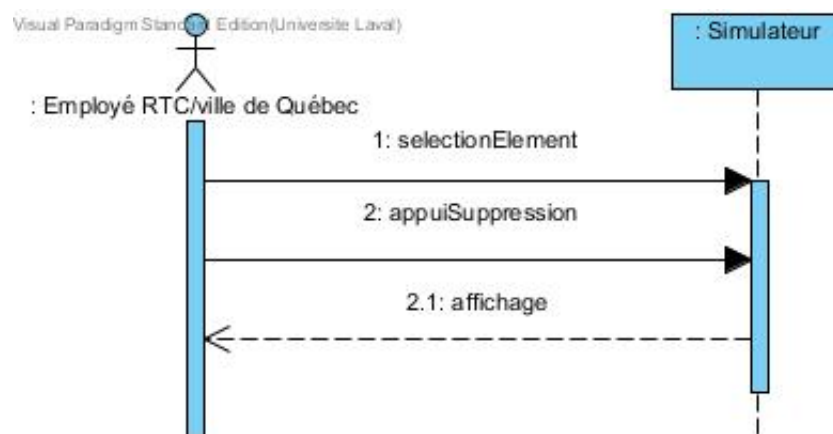 Visual Paradigm Standard Edition(Universite Laval)
: Simulateur
: Employé RTC/ville de Québec
1: selectionElement
2: appuiSuppression
2.1: affichage